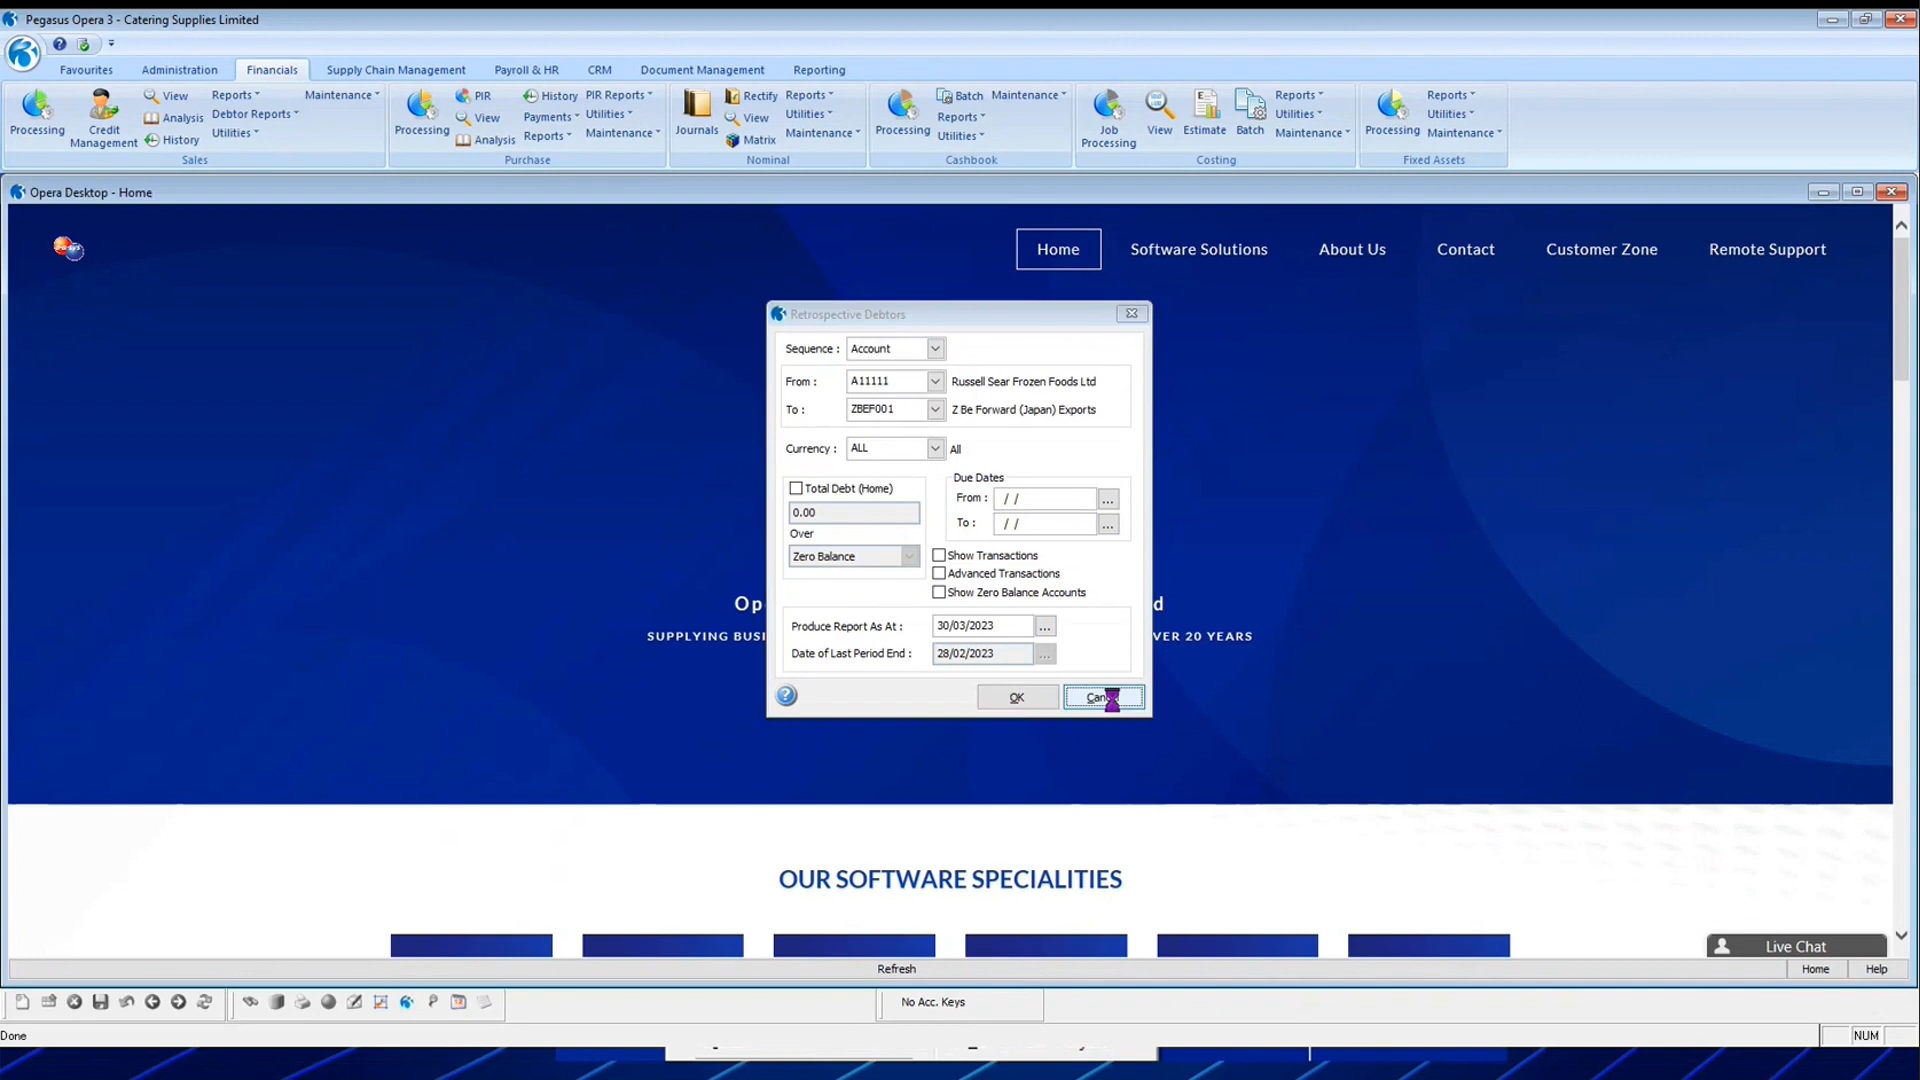 Pegasus Opera 3 - Catering Supplies Limited
Favourites Administration Financials Supply Chain Management Payroll & HR CRM Document Management Reporting
Processing Credit Management View Analysis History Reports Debtor Reports Utilities Maintenance
Sales
Processing PIR View Analysis History Payments Reports PIR Reports Utilities Maintenance
Purchase
Journals Rectify View Matrix Reports Utilities Maintenance
Nominal
Processing Batch Reports Utilities Maintenance
Cashbook
Job Processing View Estimate Batch Reports Utilities Maintenance
Costing
Processing Reports Utilities Maintenance
Fixed Assets
Opera Desktop - Home
Home Software Solutions About Us Contact Customer Zone Remote Support
Retrospective Debtors
Sequence : Account
From : A11111 Russell Sear Frozen Foods Ltd
To : ZBEF001 Z Be Forward (Japan) Exports
Currency : ALL All
Total Debt (Home)
0.00
Over
Zero Balance
Due Dates
From : / /
To : / /
Show Transactions
Advanced Transactions
Show Zero Balance Accounts
Produce Report As At : 30/03/2023 ...
Date of Last Period End : 28/02/2023 ...
OK
Op d
SUPPLYING BUSI VER 20 YEARS
OUR SOFTWARE SPECIALITIES
Live Chat
Refresh
Home Help
No Acc. Keys
Done
NUM